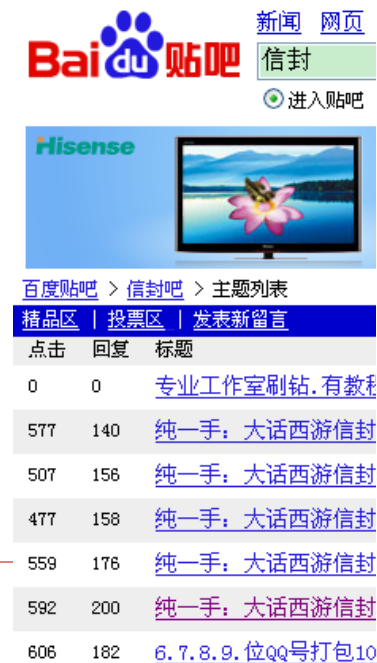 新闻 网页
Bai du 贴吧
信封
进入贴吧
Hisense
百度贴吧 > 信封吧 > 主题列表
精品区 | 投票区 | 发表新留言
点击 回复 标题
0 0 专业工作室刷钻.有教程
577 140 纯一手：大话西游信封
507 156 纯一手：大话西游信封
477 158 纯一手：大话西游信封
559 176 纯一手：大话西游信封
592 200 纯一手：大话西游信封
606 182 6.7.8.9.位QQ号打包10